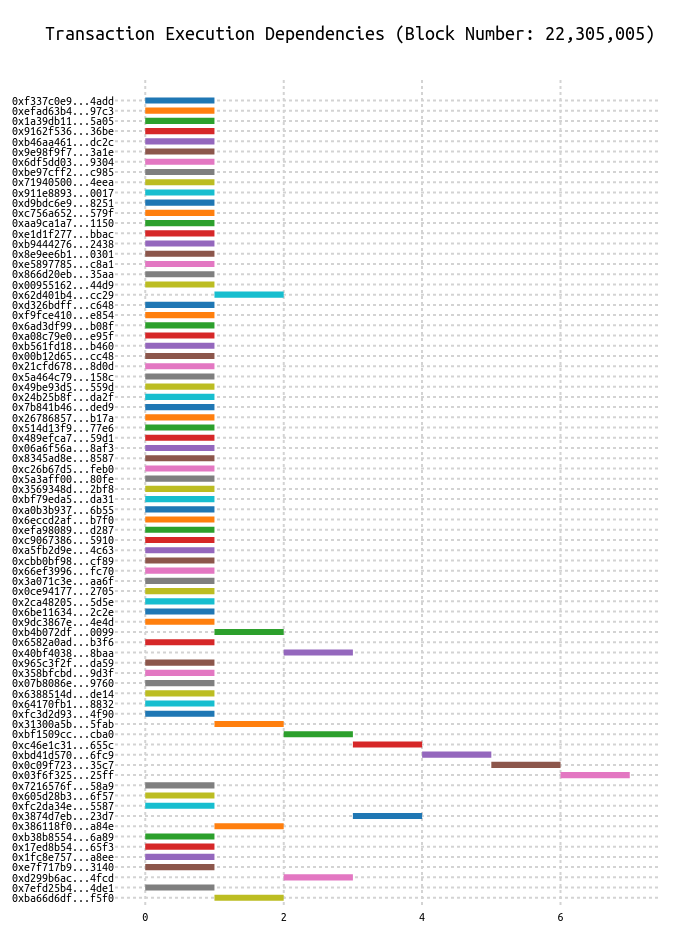 Transaction Execution Dependencies (Block Number: 22,305,005)
0xf337c0e9...4add
0xefad63b4...97c3
0x1a39db11...5a05
0x9162f536...36be
0xb46aa461...dc2c
0x9e98f9f7...3a1e
0x6df5dd03...9304
0xbe97cff2...c985
0x71940500...4eea
0x911e8893...0017
0xd9bdc6e9...8251
0xc756a652...579f
0xaa9ca1a7...1150
0xe1d1f277...bbac
0xb9444276...2438
0x8e9ee6b1...0301
0xe5897785...c8a1
0x866d20eb...35aa
0x00955162...44d9
0x62d401b4...cc29
0xd326bdff...c648
0xf9fce410...e854
0x6ad3df99...b08f
0xa08c79e0...e95f
0xb561fd18...b460
0x00b12d65...cc48
0x21cfd678...8d0d
0x5a464c79...158c
0x49be93d5...559d
0x24b25b8f...da2f
0x7b841b46...ded9
0x26786857...b17a
0x514d13f9...77e6
0x489efca7...59d1
0x06a6f56a...8af3
0x8345ad8e...8587
0xc26b67d5...feb0
0x5a3aff00...80fe
0x3569348d...2bf8
0xbf79eda5...da31
0xa0b3b937...6b55
0x6eccd2af...b7f0
0xefa98089...d287
0xc9067386...5910
0xa5fb2d9e...4c63
0xcbb0bf98...cf89
0x66ef3996...fc70
0x3a071c3e...aa6f
0x0ce94177...2705
0x2ca48205...5d5e
0x6be11634...2c2e
0x9dc3867e...4e4d
0xb4b072df...0099
0x6582a0ad...b3f6
0x40bf4038...8baa
0x965c3f2f...da59
0x358bfcbd...9d3f
0x07b8086e...9760
0x6388514d...de14
0x64170fb1...8832
0xfc3d2d93...4f90
0x31300a5b...5fab
0xbf1509cc...cba0
0xc46e1c31...655c
0xbd41d570...6fc9
0x0c09f723...35c7
0x03f6f325...25ff
0x7216576f...58a9
0x605d28b3...6f57
0xfc2da34e...5587
0x3874d7eb...23d7
0x386118f0...a84e
0xb38b8554...6a89
0x17ed8b54...65f3
0x1fc8e757...a8ee
0xe7f717b9...3140
0xd299b6ac...4fcd
0x7efd25b4...4de1
0xba66d6df...f5f0
0 2 4 6